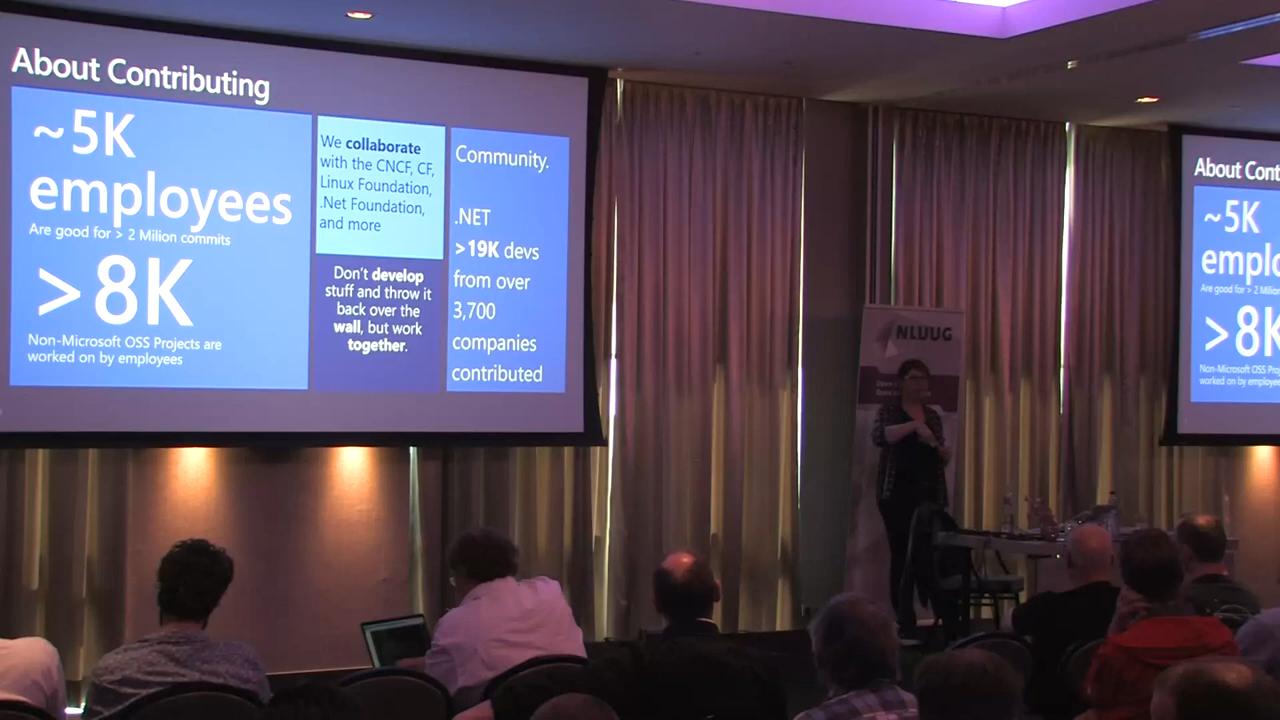 About Contributing
~5K
employees
Are good for > 2 Milion commits
>8K
Non-Microsoft OSS Projects are
worked on by employees
We collaborate
with the CNCF, CF,
Linux Foundation,
.Net Foundation,
and more
Don't develop
stuff and throw it
back over the
wall, but work
together.
Community.
.NET
>19K devs
from over
3,700
companies
contributed
NLUUG
About Cont
~5K
emplo
Are good for > 2 Milion
>8K
Non-Microsoft OSS Proj
worked on by employe